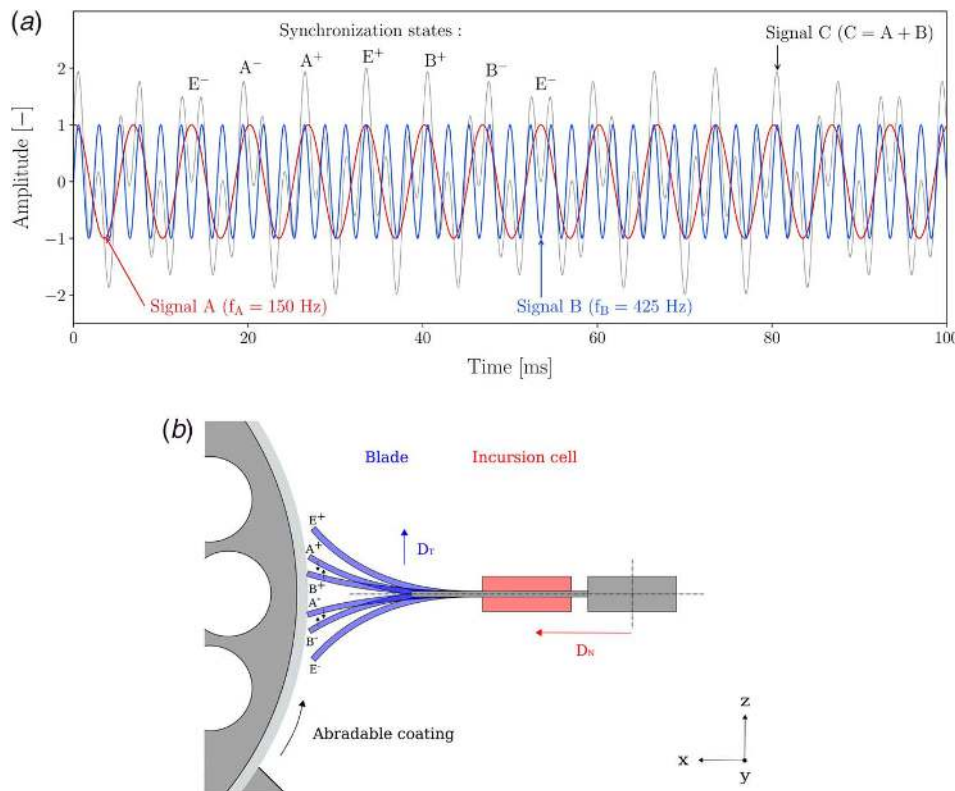 (a)
Synchronization states :
Signal C (C = A + B)
E⁻ A⁻ A⁺ E⁺ B⁺ B⁻ E⁻
Amplitude [−]
2
1
0
−1
−2
Signal A (f_A = 150 Hz)
Signal B (f_B = 425 Hz)
0 20 40 60 80 100
Time [ms]
(b)
Blade
Incursion cell
E⁺
A⁺
B⁺
A⁻
B⁻
E⁻
D_T
D_N
Abradable coating
z
x
y